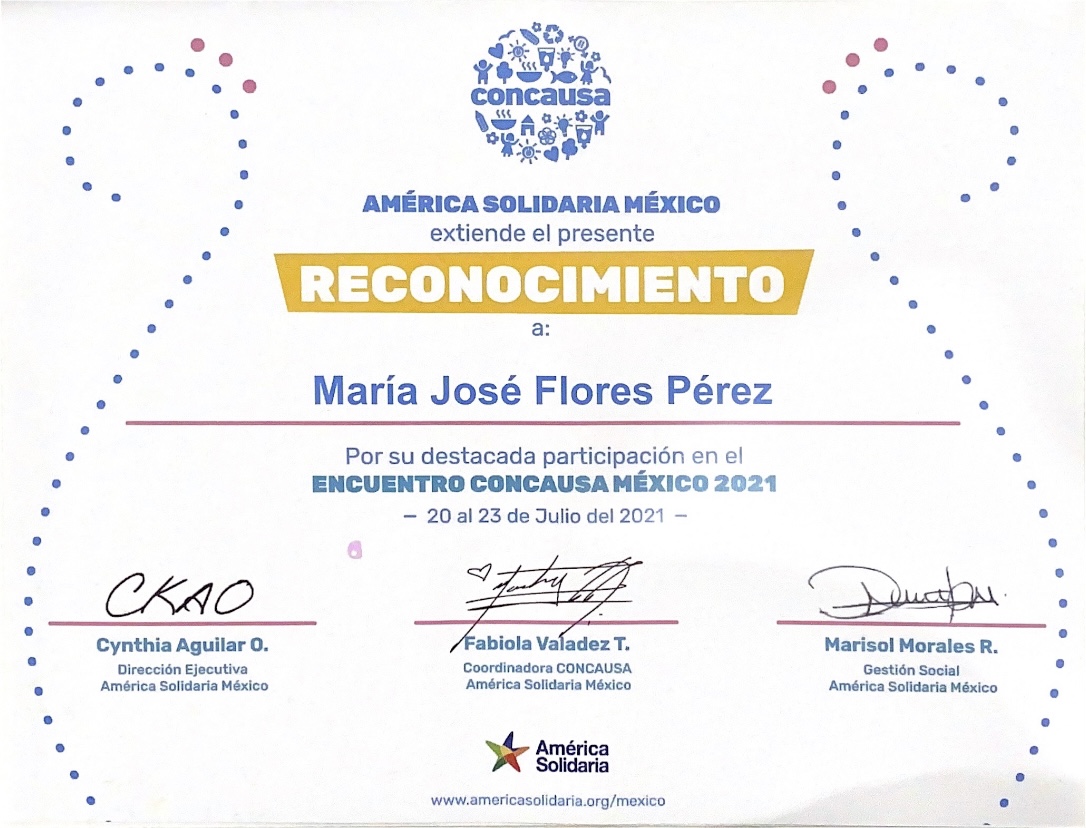 concausa
AMÉRICA SOLIDARIA MÉXICO
extiende el presente
RECONOCIMIENTO
a:
María José Flores Pérez
Por su destacada participación en el
ENCUENTRO CONCAUSA MÉXICO 2021
— 20 al 23 de Julio del 2021 —
CKAO
Cynthia Aguilar O.
Dirección Ejecutiva
América Solidaria México
Fabiola Valadez T.
Coordinadora CONCAUSA
América Solidaria México
Marisol Morales R.
Gestión Social
América Solidaria México
América
Solidaria
www.americasolidaria.org/mexico